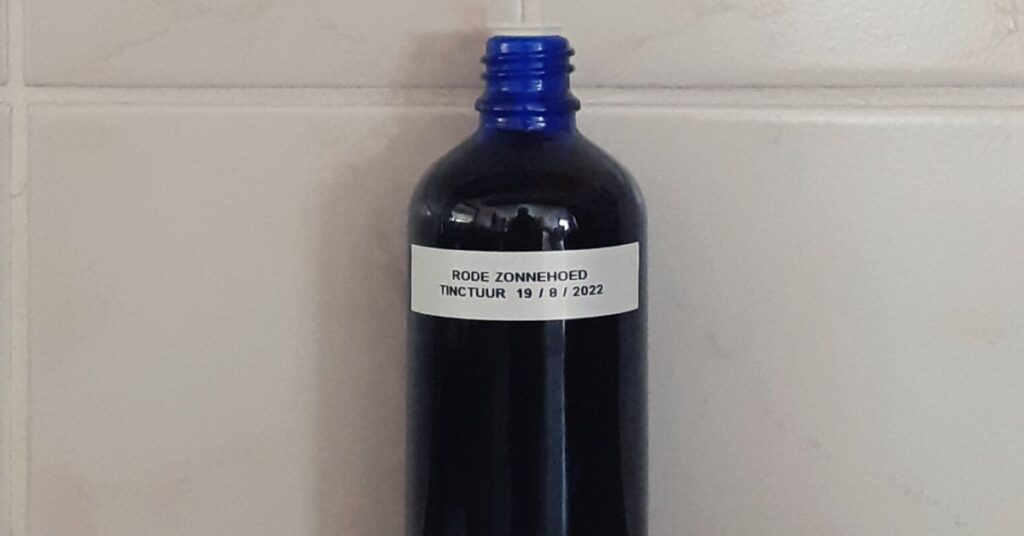 RODE ZONNEHOED
TINCTUUR 19 / 8 / 2022